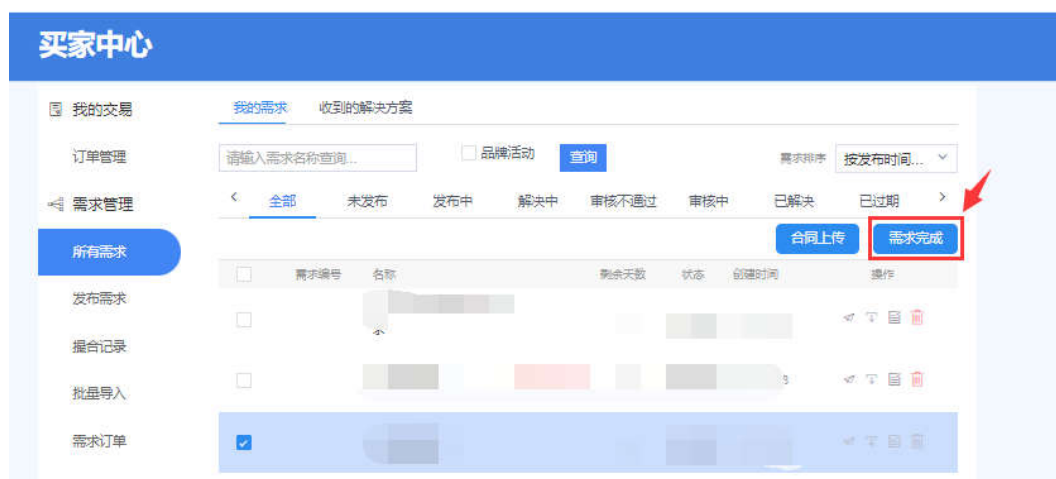 买家中心
我的交易
订单管理
需求管理
所有需求
发布需求
撮合记录
批量导入
需求订单
我的需求 收到的解决方案
请输入需求名称查询... 品牌活动 查询 需求排序 按发布时间...
全部 未发布 发布中 解决中 审核不通过 审核中 已解决 已过期
合同上传 需求完成
需求编号 名称 剩余天数 状态 创建时间 操作